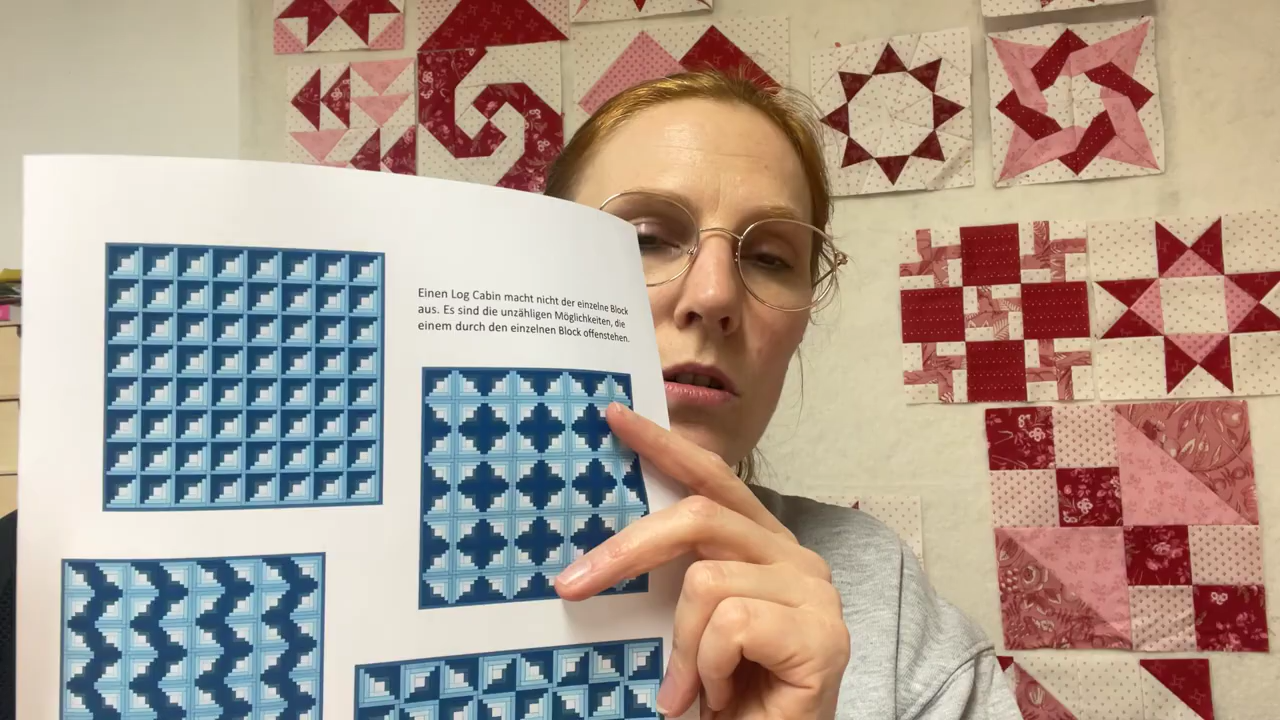 Einen Log Cabin macht nicht der einzelne Block
aus. Es sind die unzähligen Möglichkeiten, die
einem durch den einzelnen Block offenstehen.